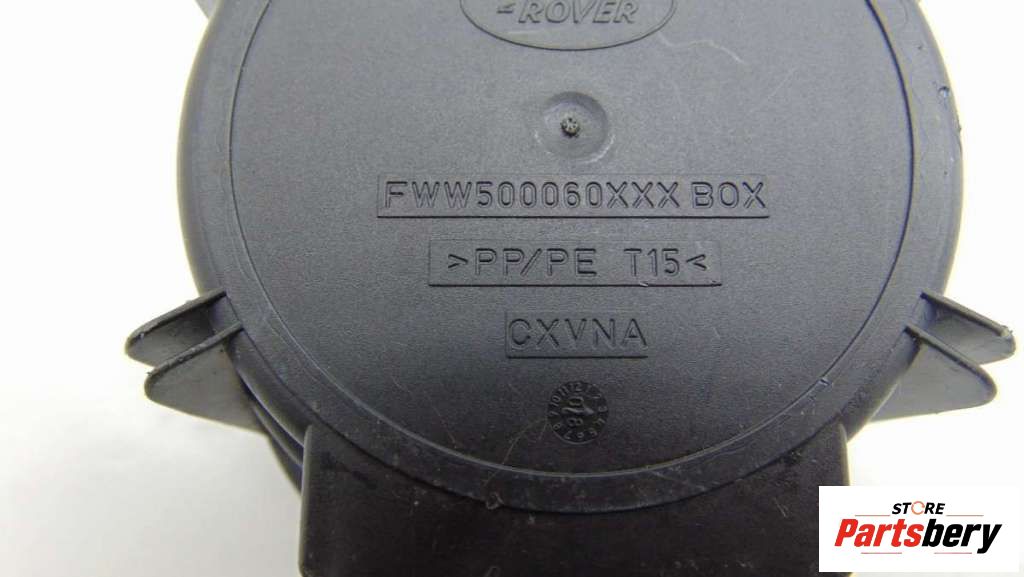 ROVER
FWW500060XXX BOX
>PP/PE T15<
CXVNA
STORE
Partsbery